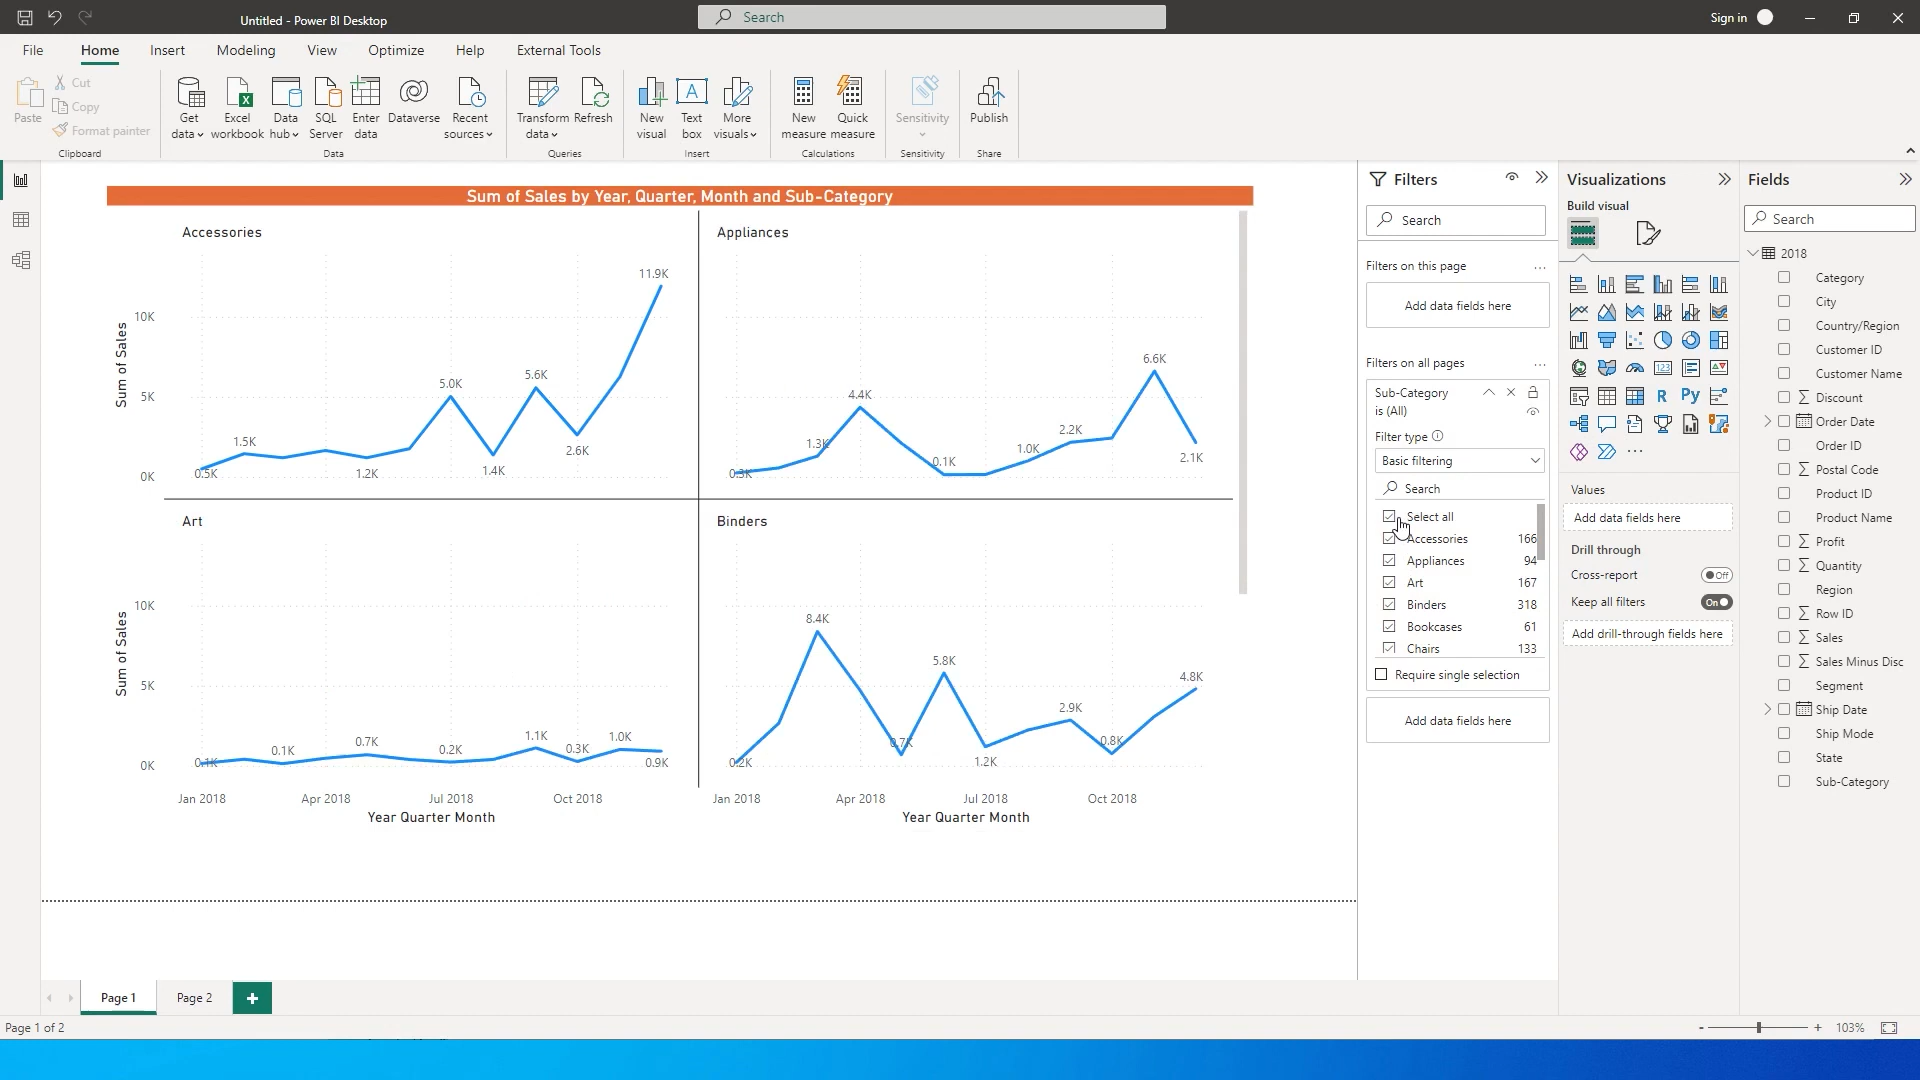 Untitled - Power BI Desktop
Search
Sign in
File
Home
Insert
Modeling
View
Optimize
Help
External Tools
Paste
Cut
Copy
Format painter
Clipboard
Get data
Excel workbook
Data hub
SQL Server
Enter data
Dataverse
Recent sources
Data
Transform data
Refresh
Queries
New visual
Text box
More visuals
Insert
New measure
Quick measure
Calculations
Sensitivity
Sensitivity
Publish
Share
Sum of Sales by Year, Quarter, Month and Sub-Category
Accessories
Sum of Sales
10K
5K
0K
0.5K
1.5K
1.2K
5.0K
1.4K
5.6K
2.6K
11.9K
Appliances
0.3K
1.3K
4.4K
0.1K
1.0K
2.2K
6.6K
2.1K
Art
Sum of Sales
10K
5K
0K
0.1K
0.1K
0.7K
0.2K
1.1K
0.3K
1.0K
0.9K
Jan 2018
Apr 2018
Jul 2018
Oct 2018
Year Quarter Month
Binders
0.2K
8.4K
0.7K
5.8K
1.2K
2.9K
0.8K
4.8K
Jan 2018
Apr 2018
Jul 2018
Oct 2018
Year Quarter Month
Filters
Search
Filters on this page
...
Add data fields here
Filters on all pages
...
Sub-Category
is (All)
Filter type
Basic filtering
Search
Select all
Accessories 166
Appliances 94
Art 167
Binders 318
Bookcases 61
Chairs 133
Require single selection
Add data fields here
Visualizations
Build visual
123
R
Py
...
Values
Add data fields here
Drill through
Cross-report
Off
Keep all filters
On
Add drill-through fields here
Fields
Search
2018
Category
City
Country/Region
Customer ID
Customer Name
∑ Discount
Order Date
Order ID
∑ Postal Code
Product ID
Product Name
∑ Profit
∑ Quantity
Region
∑ Row ID
∑ Sales
∑ Sales Minus Disc
Segment
Ship Date
Ship Mode
State
Sub-Category
Page 1
Page 2
+
Page 1 of 2
- + 103%